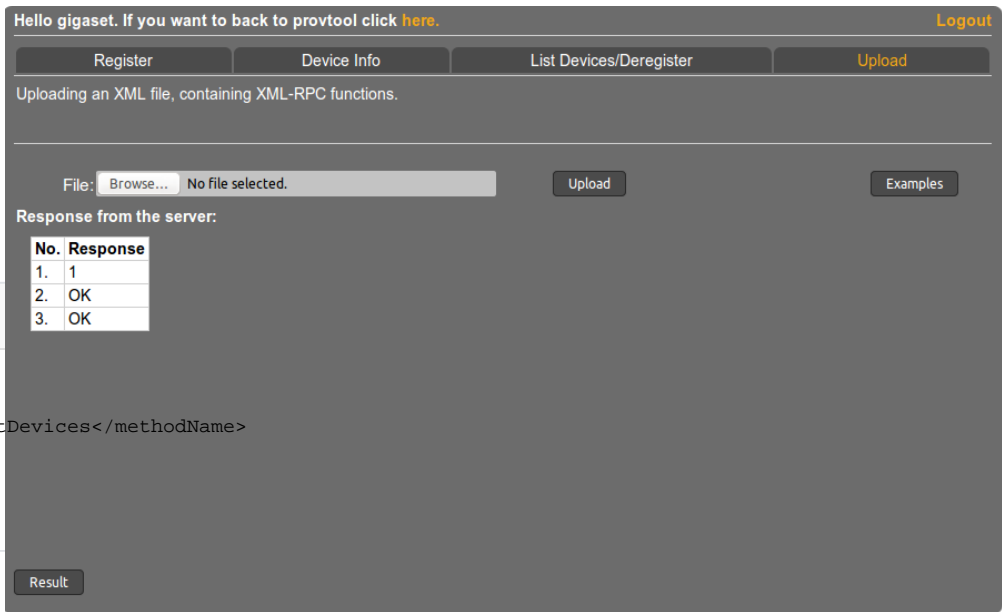 Hello gigaset. If you want to back to provtool click here. Logout
Register Device Info List Devices/Deregister Upload
Uploading an XML file, containing XML-RPC functions.
File: Browse... No file selected. Upload Examples
Response from the server:
No. Response
1. 1
2. OK
3. OK
tDevices</methodName>
Result